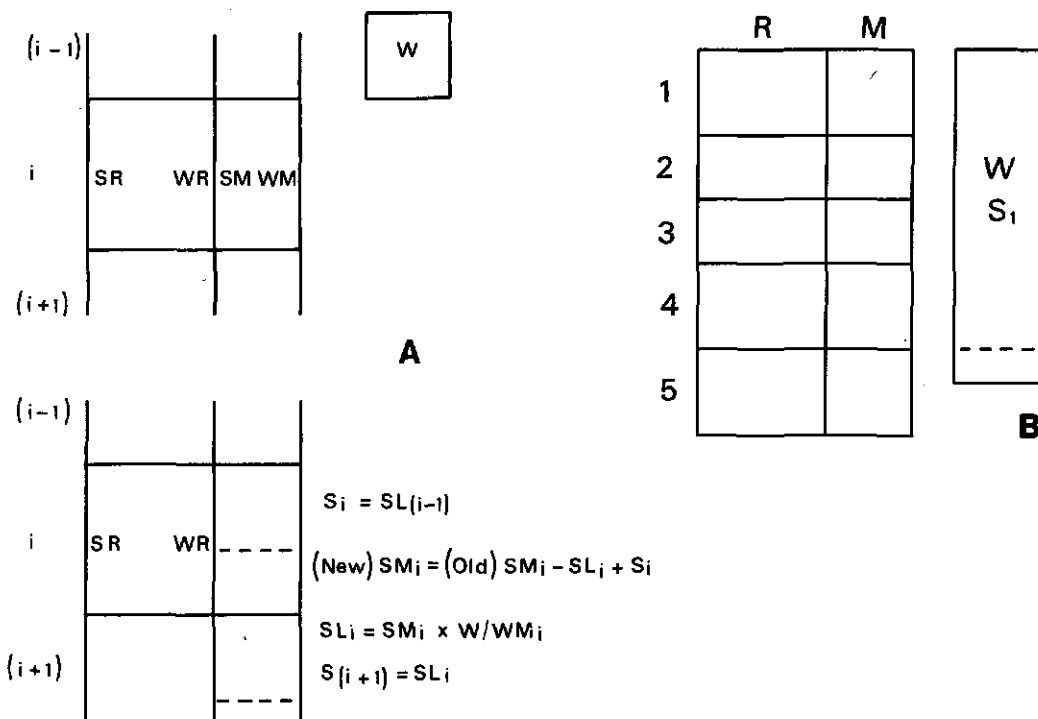 (i-1)
W
i
SR WR SM WM
(i+1)
A
R M
1
2
3
4
5
W
S₁
B
(i-1)
Sᵢ = SL(i-1)
i
SR WR
(New) SMᵢ = (Old) SMᵢ - SLᵢ + Sᵢ
SLᵢ = SMᵢ x W/WMᵢ
(i+1)
S(i+1) = SLᵢ